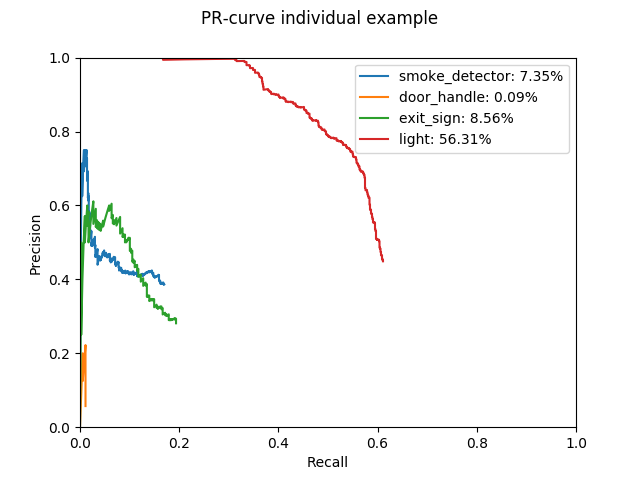 PR-curve individual example
1.0
0.8
0.6
0.4
0.2
0.0
Precision
smoke_detector: 7.35%
door_handle: 0.09%
exit_sign: 8.56%
light: 56.31%
0.0 0.2 0.4 0.6 0.8 1.0
Recall